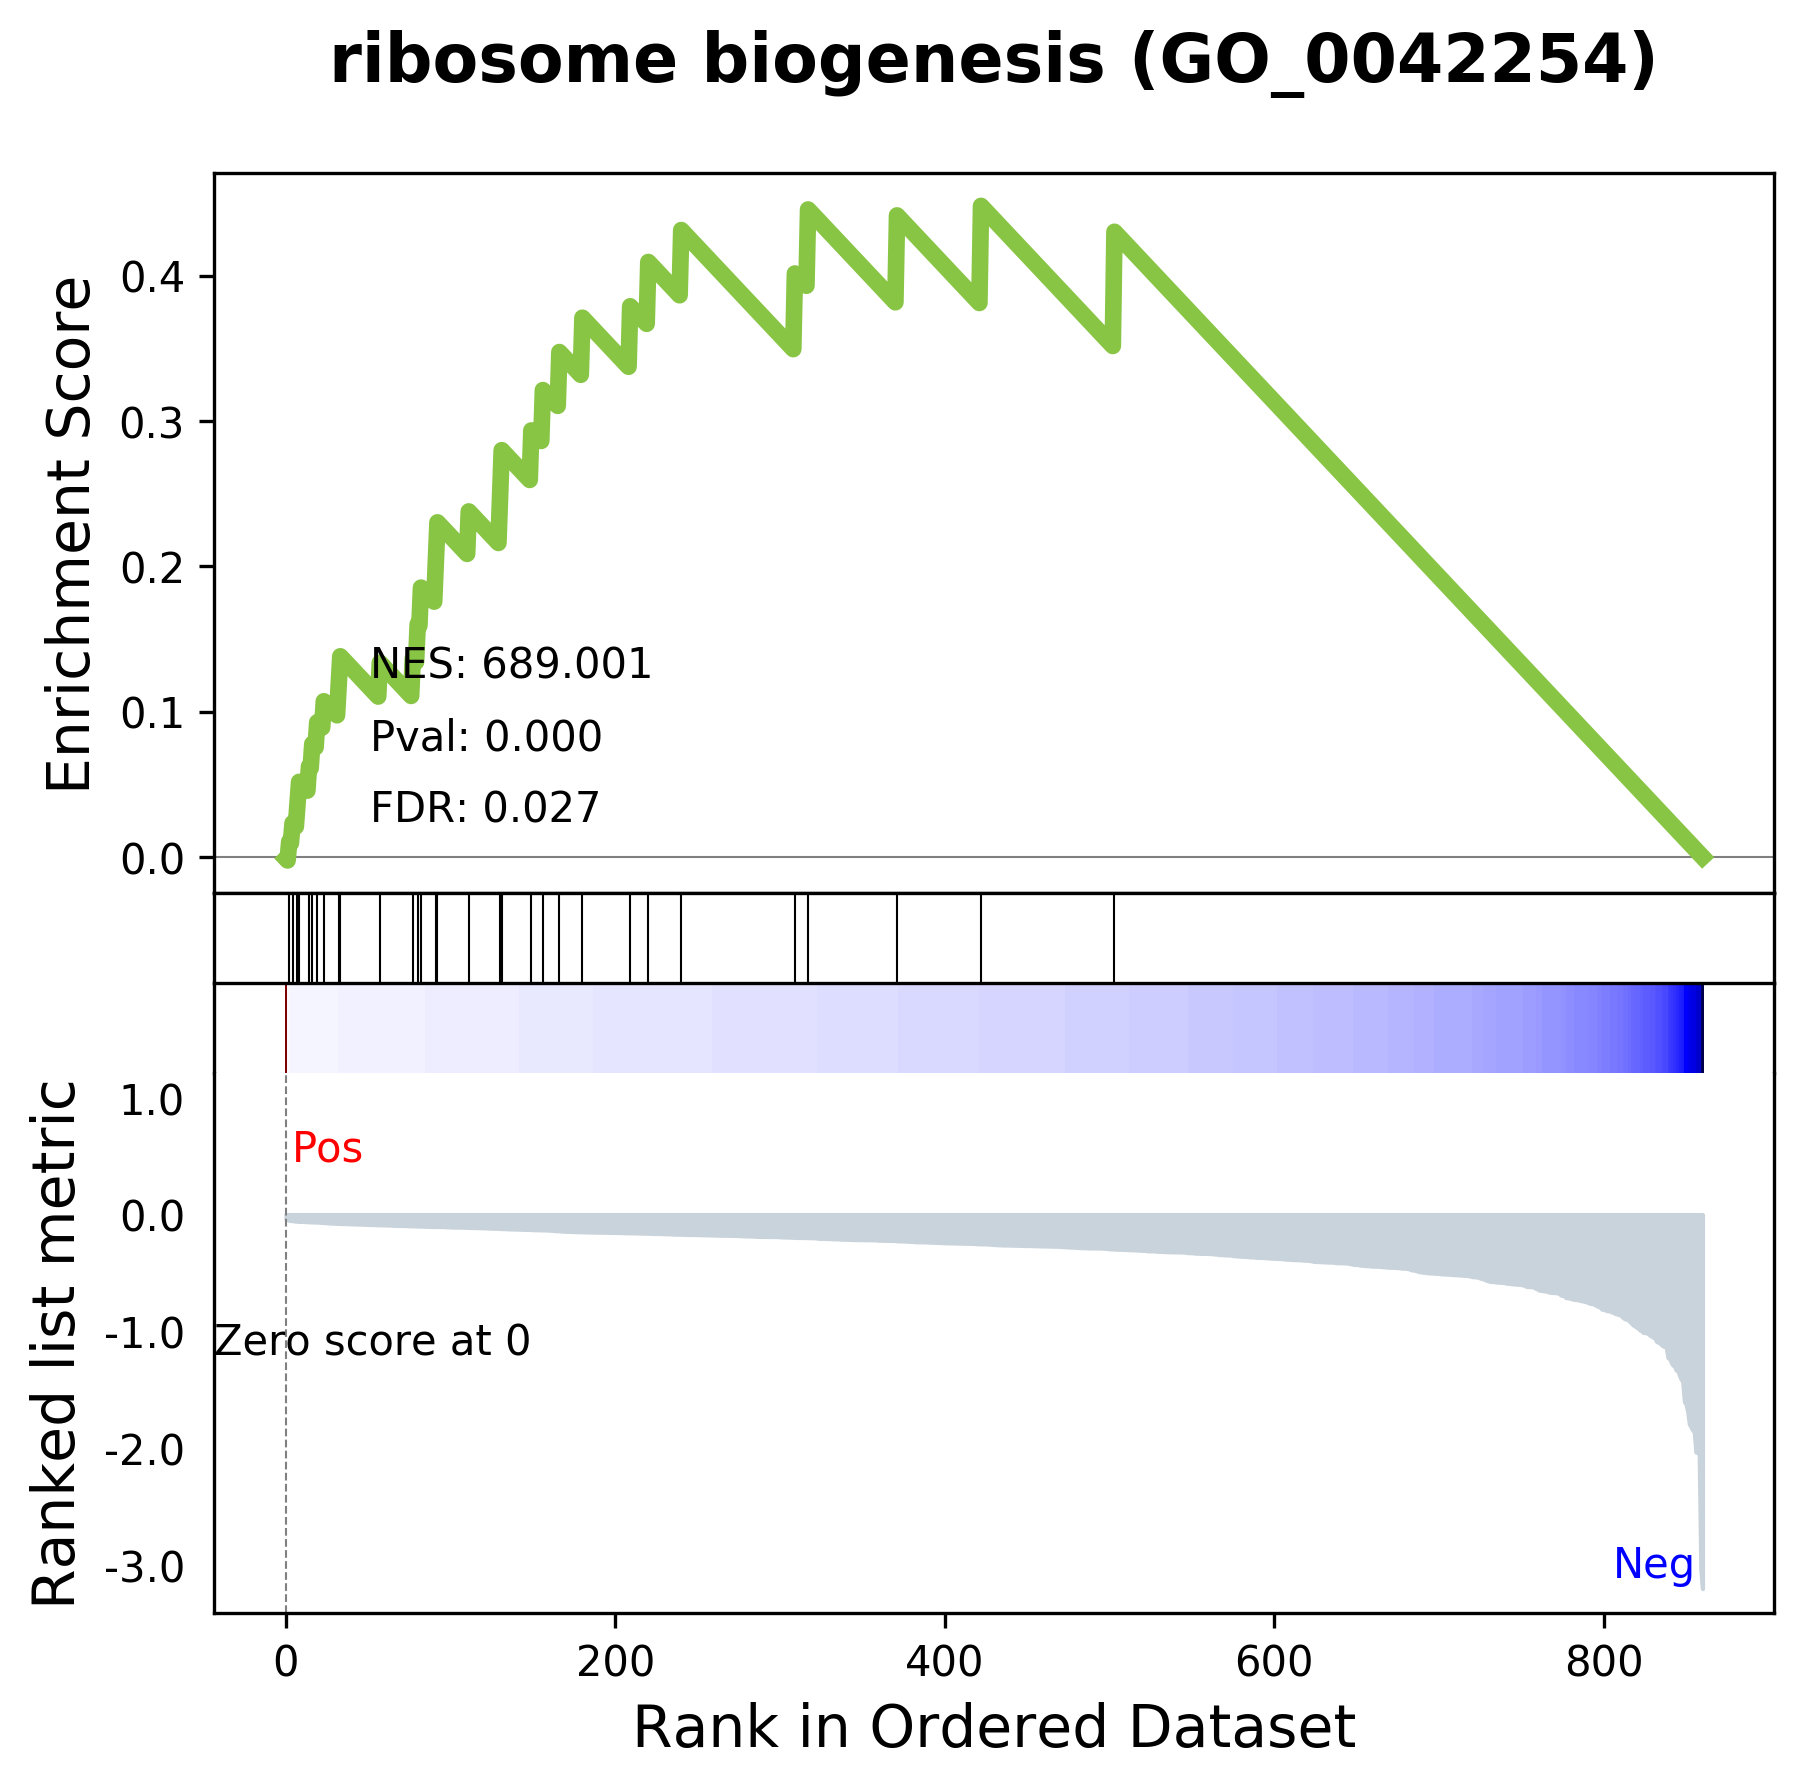 ribosome biogenesis (GO_0042254)
Enrichment Score
0.4
0.3
0.2
0.1
0.0
NES: 689.001
Pval: 0.000
FDR: 0.027
Ranked list metric
1.0
0.0
-1.0
-2.0
-3.0
Pos
Zero score at 0
Neg
0 200 400 600 800
Rank in Ordered Dataset